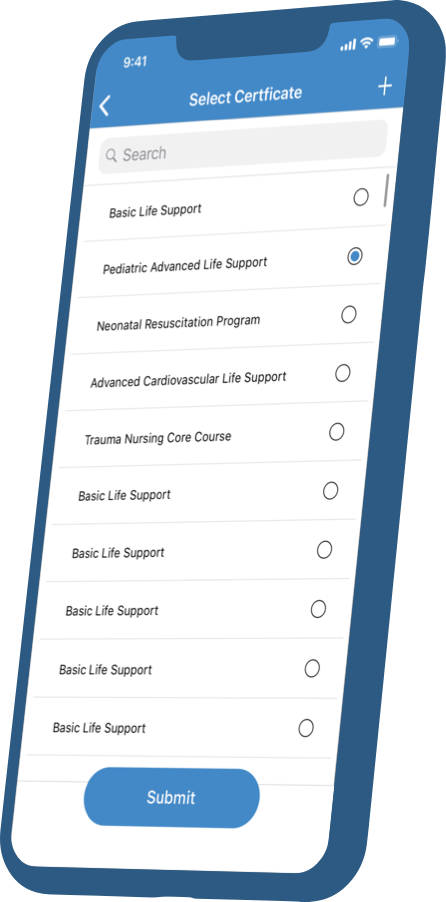 9:41
Select Certficate
Search
Basic Life Support
Pediatric Advanced Life Support
Neonatal Resuscitation Program
Advanced Cardiovascular Life Support
Trauma Nursing Core Course
Basic Life Support
Basic Life Support
Basic Life Support
Basic Life Support
Basic Life Support
Submit